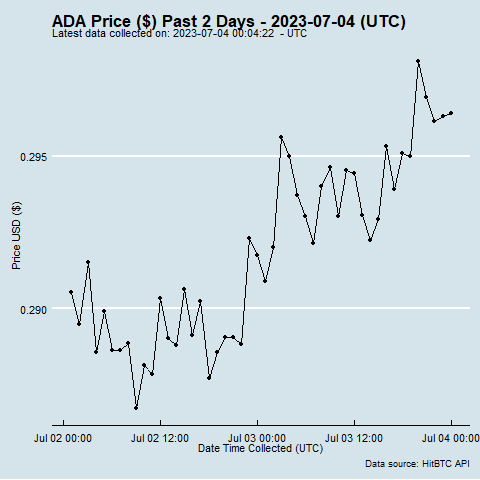 ADA Price ($) Past 2 Days - 2023-07-04 (UTC)
Latest data collected on: 2023-07-04 00:04:22 - UTC
0.295
Price USD ($)
0.290
Jul 02 00:00 Jul 02 12:00 Jul 03 00:00 Jul 03 12:00 Jul 04 00:00
Date Time Collected (UTC)
Data source: HitBTC API